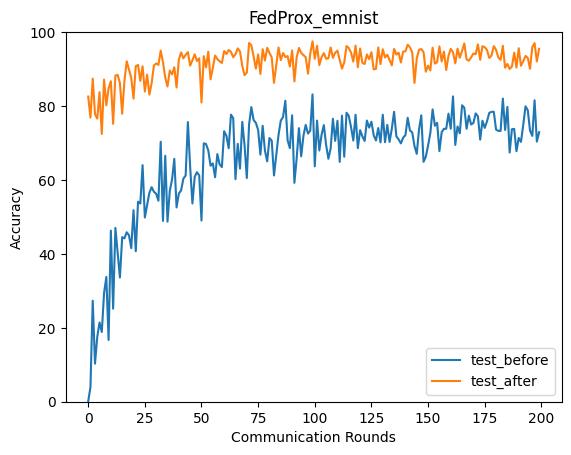 FedProx_emnist
Accuracy
100
80
60
40
20
0
0 25 50 75 100 125 150 175 200
Communication Rounds
test_before
test_after